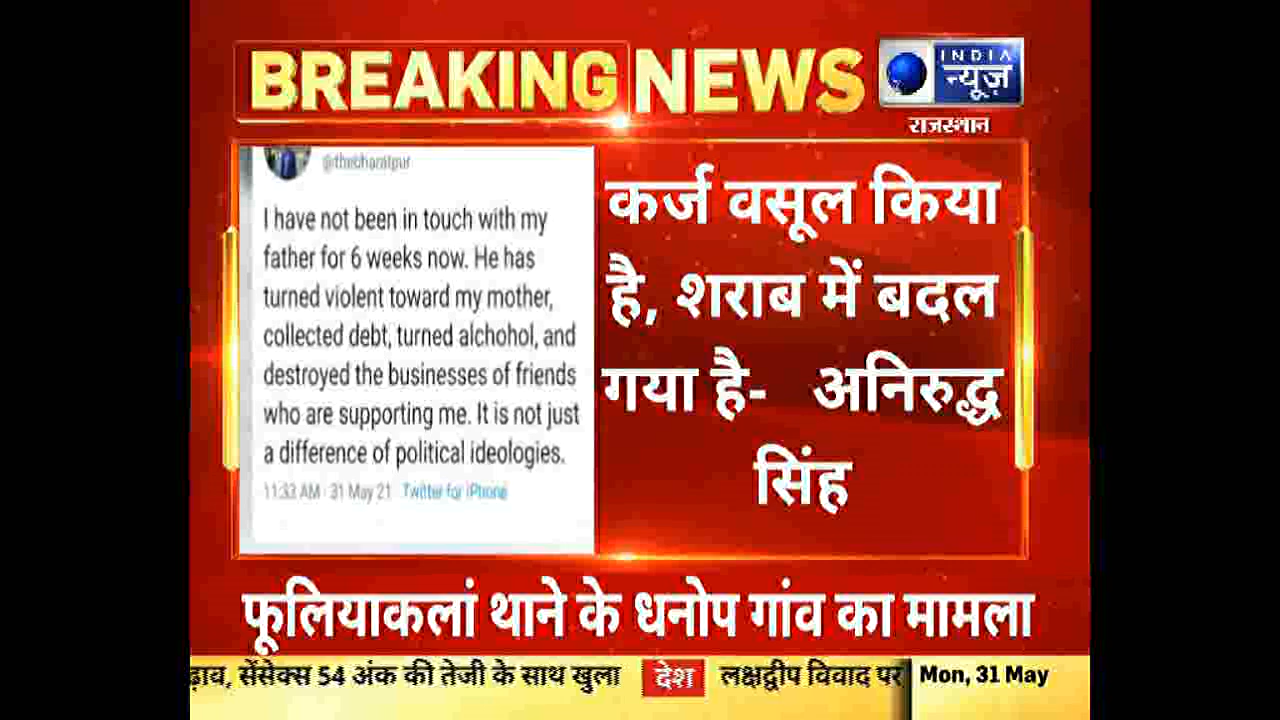 BREAKING NEWS
INDIA
न्यूज़
राजस्थान
@thebharatpur
I have not been in touch with my
father for 6 weeks now. He has
turned violent toward my mother,
collected debt, turned alchohol, and
destroyed the businesses of friends
who are supporting me. It is not just
a difference of political ideologies.
11:33 AM · 31 May 21 Twitter for iPhone
कर्ज वसूल किया
है, शराब में बदल
गया है- अनिरुद्ध
सिंह
फूलियाकलां थाने के धनोप गांव का मामला
सेंसेक्स 54 अंक की तेजी के साथ खुला देश लक्षद्वीप विवाद पर Mon, 31 May